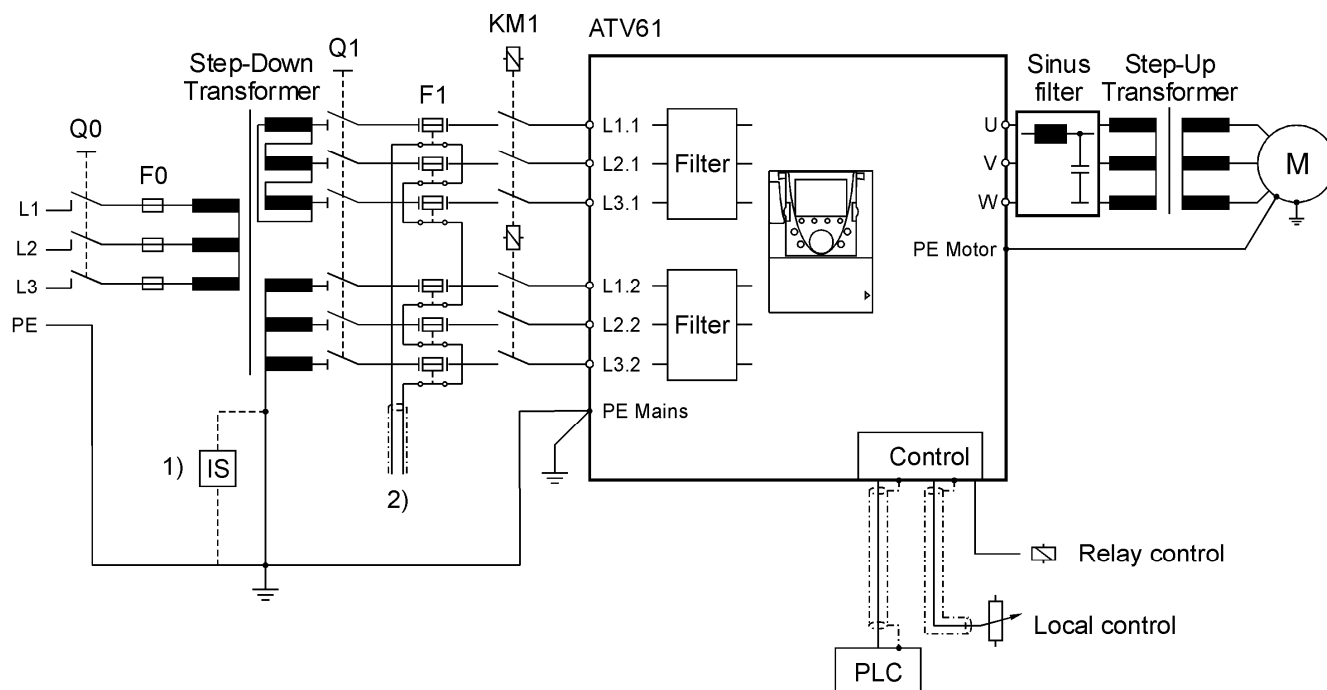 KM1
ATV61
Q1
Step-Down
Transformer
F1
Sinus
filter
Step-Up
Transformer
Q0
F0
L1
L2
L3
PE
L1.1
L2.1
L3.1
Filter
U
V
W
M
PE Motor
L1.2
L2.2
L3.2
Filter
PE Mains
1)
IS
2)
Control
Relay control
Local control
PLC